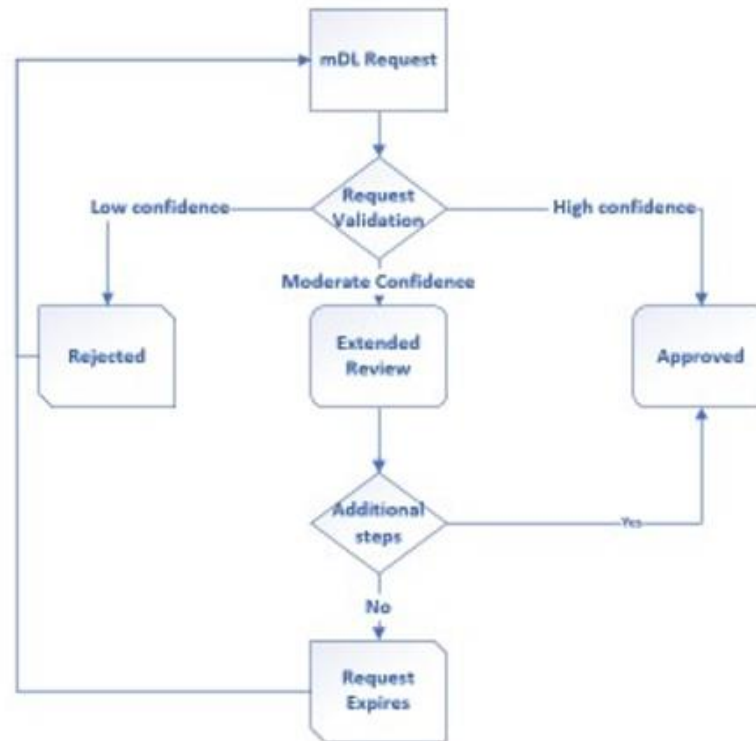 mDL Request
Request
Validation
Low confidence
High confidence
Moderate Confidence
Rejected
Extended
Review
Approved
Additional
steps
Yes
No
Request
Expires